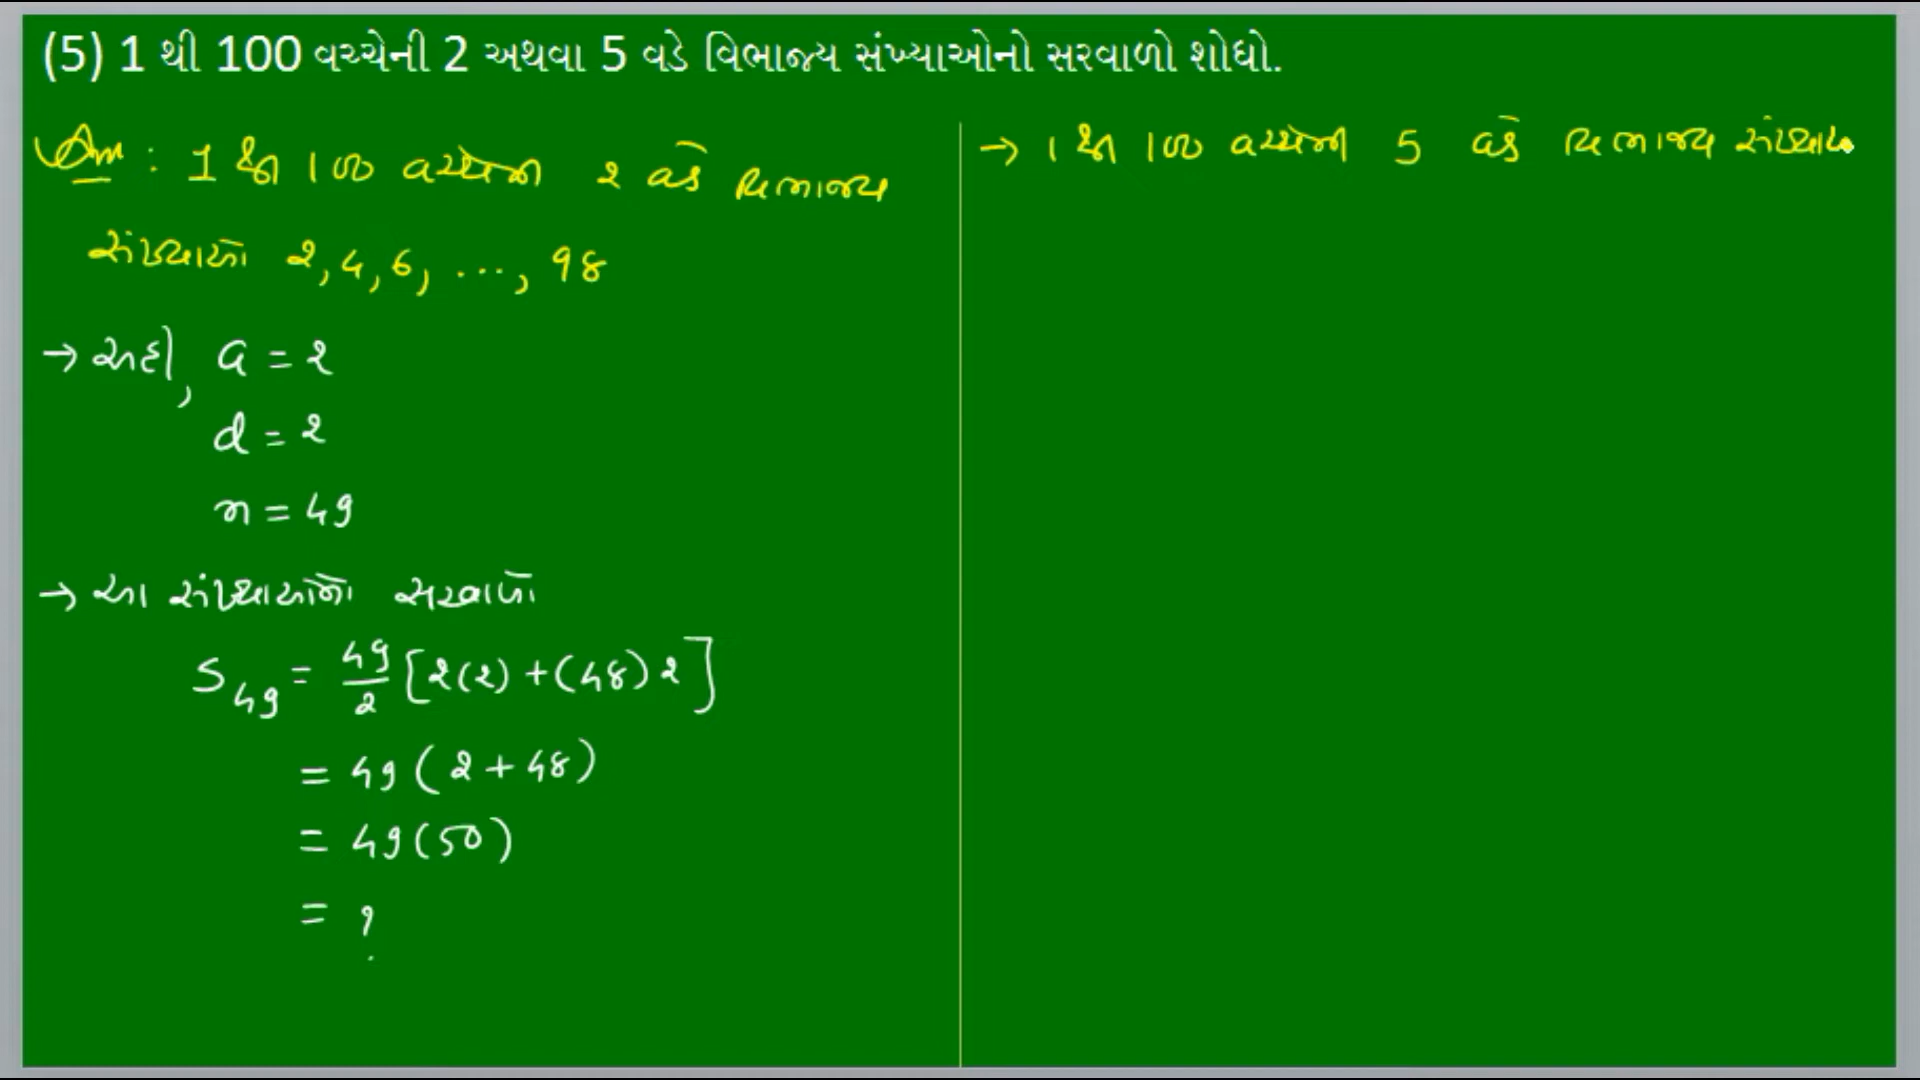 (5) 1 થી 100 વચ્ચેની 2 અથવા 5 વડે વિભાજ્ય સંખ્યાઓનો સરવાળો શોધો.
Ans : 1 થી 100 વચ્ચેની 2 વડે વિભાજ્ય
સંખ્યાઓ 2, 4, 6, ..., 98
→ અહીં, a = 2
d = 2
n = 49
→ આ સંખ્યાઓનો સરવાળો
S49 = 49/2 [2(2) + (48) 2]
= 49 ( 2 + 48 )
= 49 (50)
= ?
→ 1 થી 100 વચ્ચેની 5 વડે વિભાજ્ય